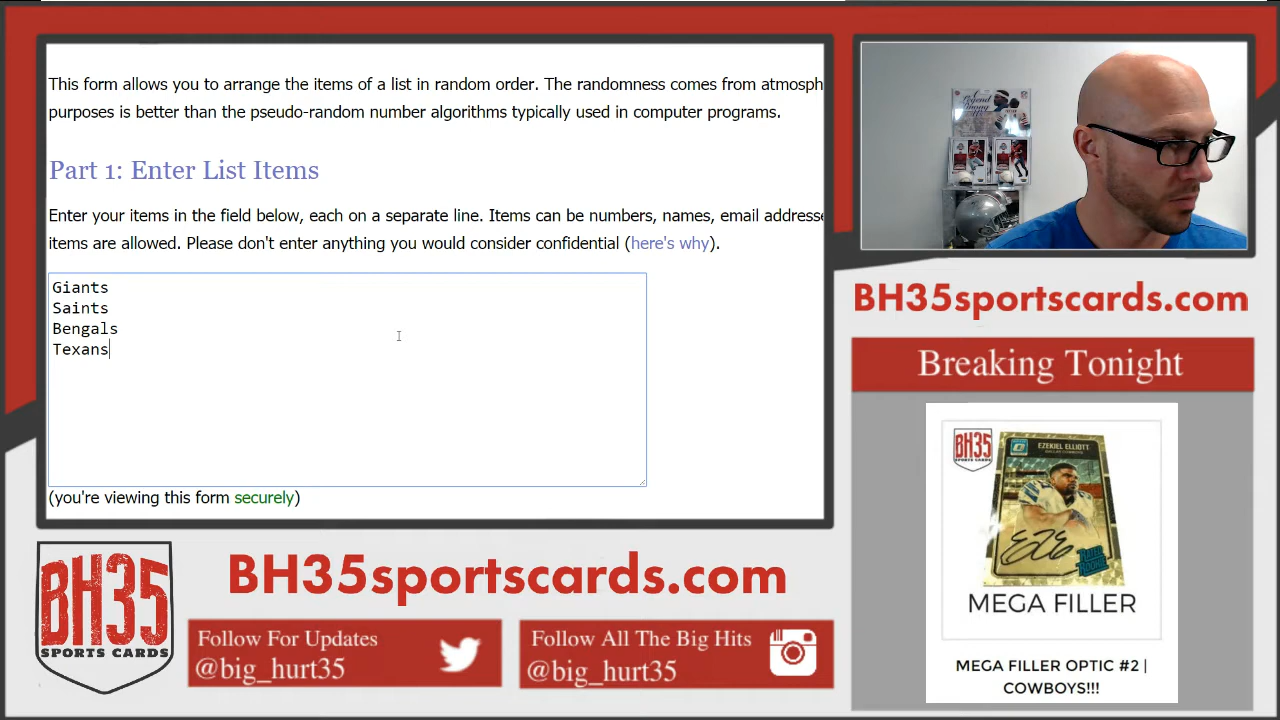 This form allows you to arrange the items of a list in random order. The randomness comes from atmosph
purposes is better than the pseudo-random number algorithms typically used in computer programs.
Part 1: Enter List Items
Enter your items in the field below, each on a separate line. Items can be numbers, names, email addresse
items are allowed. Please don't enter anything you would consider confidential (here's why).
Giants
Saints
Bengals
Texans
(you're viewing this form securely)
BH35sportscards.com
Breaking Tonight
BH35
SPORTS CARDS
EZEKIEL ELLIOTT
DALLAS COWBOYS
RATED
ROOKIE
MEGA FILLER
MEGA FILLER OPTIC #2 |
COWBOYS!!!
BH35
SPORTS CARDS
BH35sportscards.com
Follow For Updates
@big_hurt35
Follow All The Big Hits
@big_hurt35